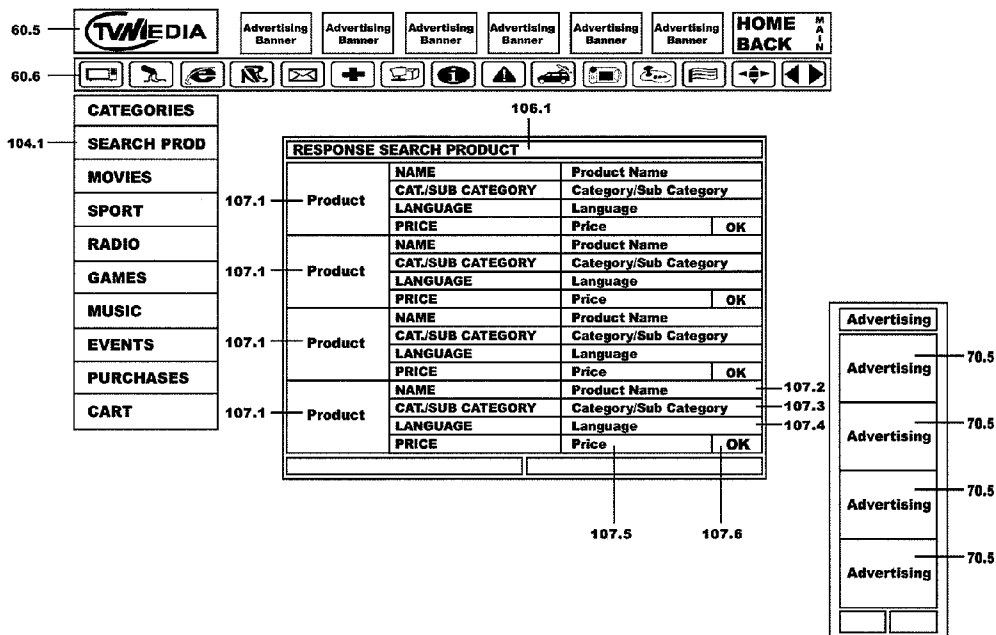 60.5
TVMEDIA
Advertising Banner
Advertising Banner
Advertising Banner
Advertising Banner
Advertising Banner
Advertising Banner
HOME
BACK
MAIN
60.6
CATEGORIES
104.1
SEARCH PROD
MOVIES
SPORT
RADIO
GAMES
MUSIC
EVENTS
PURCHASES
CART
106.1
RESPONSE SEARCH PRODUCT
107.1
Product
NAME Product Name
CAT./SUB CATEGORY Category/Sub Category
LANGUAGE Language
PRICE Price OK
107.1
Product
NAME Product Name
CAT./SUB CATEGORY Category/Sub Category
LANGUAGE Language
PRICE Price OK
107.1
Product
NAME Product Name
CAT./SUB CATEGORY Category/Sub Category
LANGUAGE Language
PRICE Price OK
107.1
Product
NAME Product Name 107.2
CAT./SUB CATEGORY Category/Sub Category 107.3
LANGUAGE Language 107.4
PRICE Price OK
107.5
107.6
Advertising
Advertising 70.5
Advertising 70.5
Advertising 70.5
Advertising 70.5